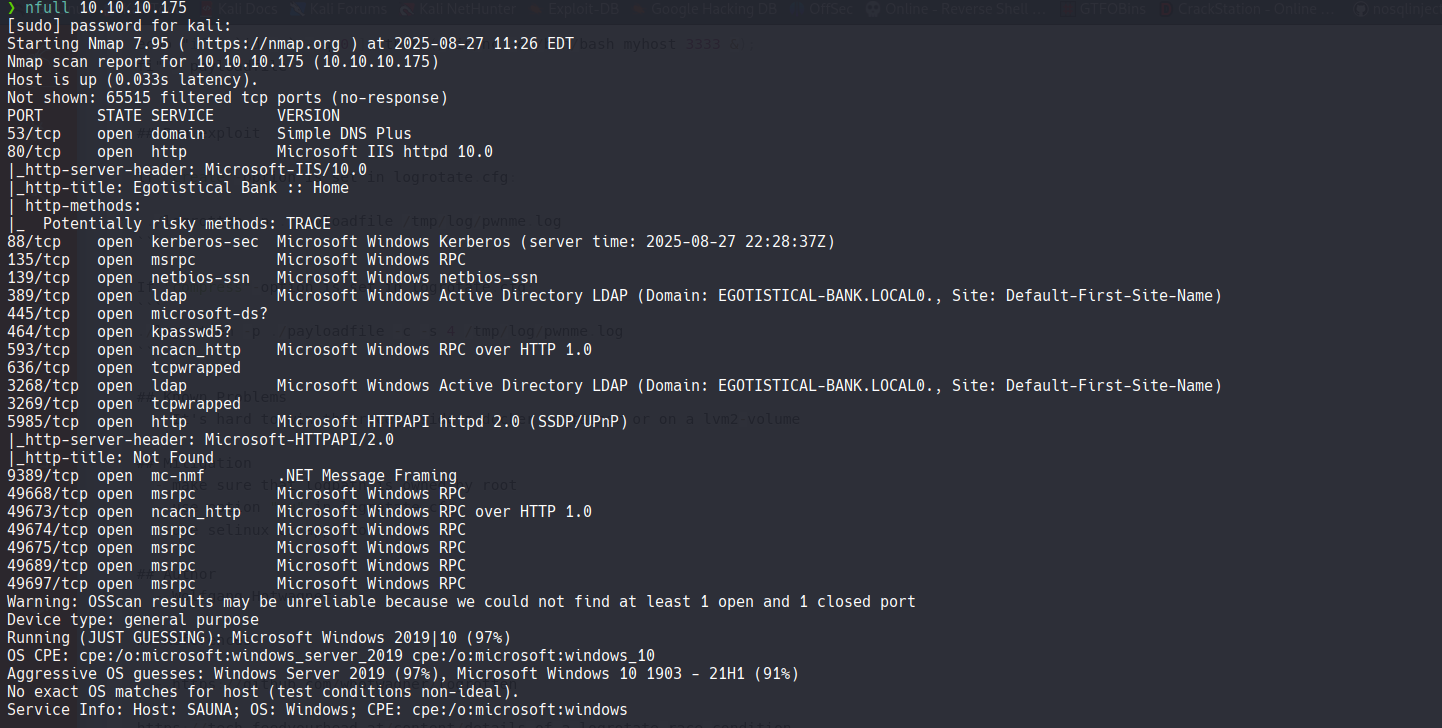 ❯ nfull 10.10.10.175
[sudo] password for kali:
Starting Nmap 7.95 ( https://nmap.org ) at 2025-08-27 11:26 EDT
Nmap scan report for 10.10.10.175 (10.10.10.175)
Host is up (0.033s latency).
Not shown: 65515 filtered tcp ports (no-response)
PORT      STATE SERVICE       VERSION
53/tcp    open  domain        Simple DNS Plus
80/tcp    open  http          Microsoft IIS httpd 10.0
|_http-server-header: Microsoft-IIS/10.0
|_http-title: Egotistical Bank :: Home
| http-methods:
|_  Potentially risky methods: TRACE
88/tcp    open  kerberos-sec  Microsoft Windows Kerberos (server time: 2025-08-27 22:28:37Z)
135/tcp   open  msrpc         Microsoft Windows RPC
139/tcp   open  netbios-ssn   Microsoft Windows netbios-ssn
389/tcp   open  ldap          Microsoft Windows Active Directory LDAP (Domain: EGOTISTICAL-BANK.LOCAL0., Site: Default-First-Site-Name)
445/tcp   open  microsoft-ds?
464/tcp   open  kpasswd5?
593/tcp   open  ncacn_http    Microsoft Windows RPC over HTTP 1.0
636/tcp   open  tcpwrapped
3268/tcp  open  ldap          Microsoft Windows Active Directory LDAP (Domain: EGOTISTICAL-BANK.LOCAL0., Site: Default-First-Site-Name)
3269/tcp  open  tcpwrapped
5985/tcp  open  http          Microsoft HTTPAPI httpd 2.0 (SSDP/UPnP)
|_http-server-header: Microsoft-HTTPAPI/2.0
|_http-title: Not Found
9389/tcp  open  mc-nmf        .NET Message Framing
49668/tcp open  msrpc         Microsoft Windows RPC
49673/tcp open  ncacn_http    Microsoft Windows RPC over HTTP 1.0
49674/tcp open  msrpc         Microsoft Windows RPC
49675/tcp open  msrpc         Microsoft Windows RPC
49689/tcp open  msrpc         Microsoft Windows RPC
49697/tcp open  msrpc         Microsoft Windows RPC
Warning: OSScan results may be unreliable because we could not find at least 1 open and 1 closed port
Device type: general purpose
Running (JUST GUESSING): Microsoft Windows 2019|10 (97%)
OS CPE: cpe:/o:microsoft:windows_server_2019 cpe:/o:microsoft:windows_10
Aggressive OS guesses: Windows Server 2019 (97%), Microsoft Windows 10 1903 - 21H1 (91%)
No exact OS matches for host (test conditions non-ideal).
Service Info: Host: SAUNA; OS: Windows; CPE: cpe:/o:microsoft:windows